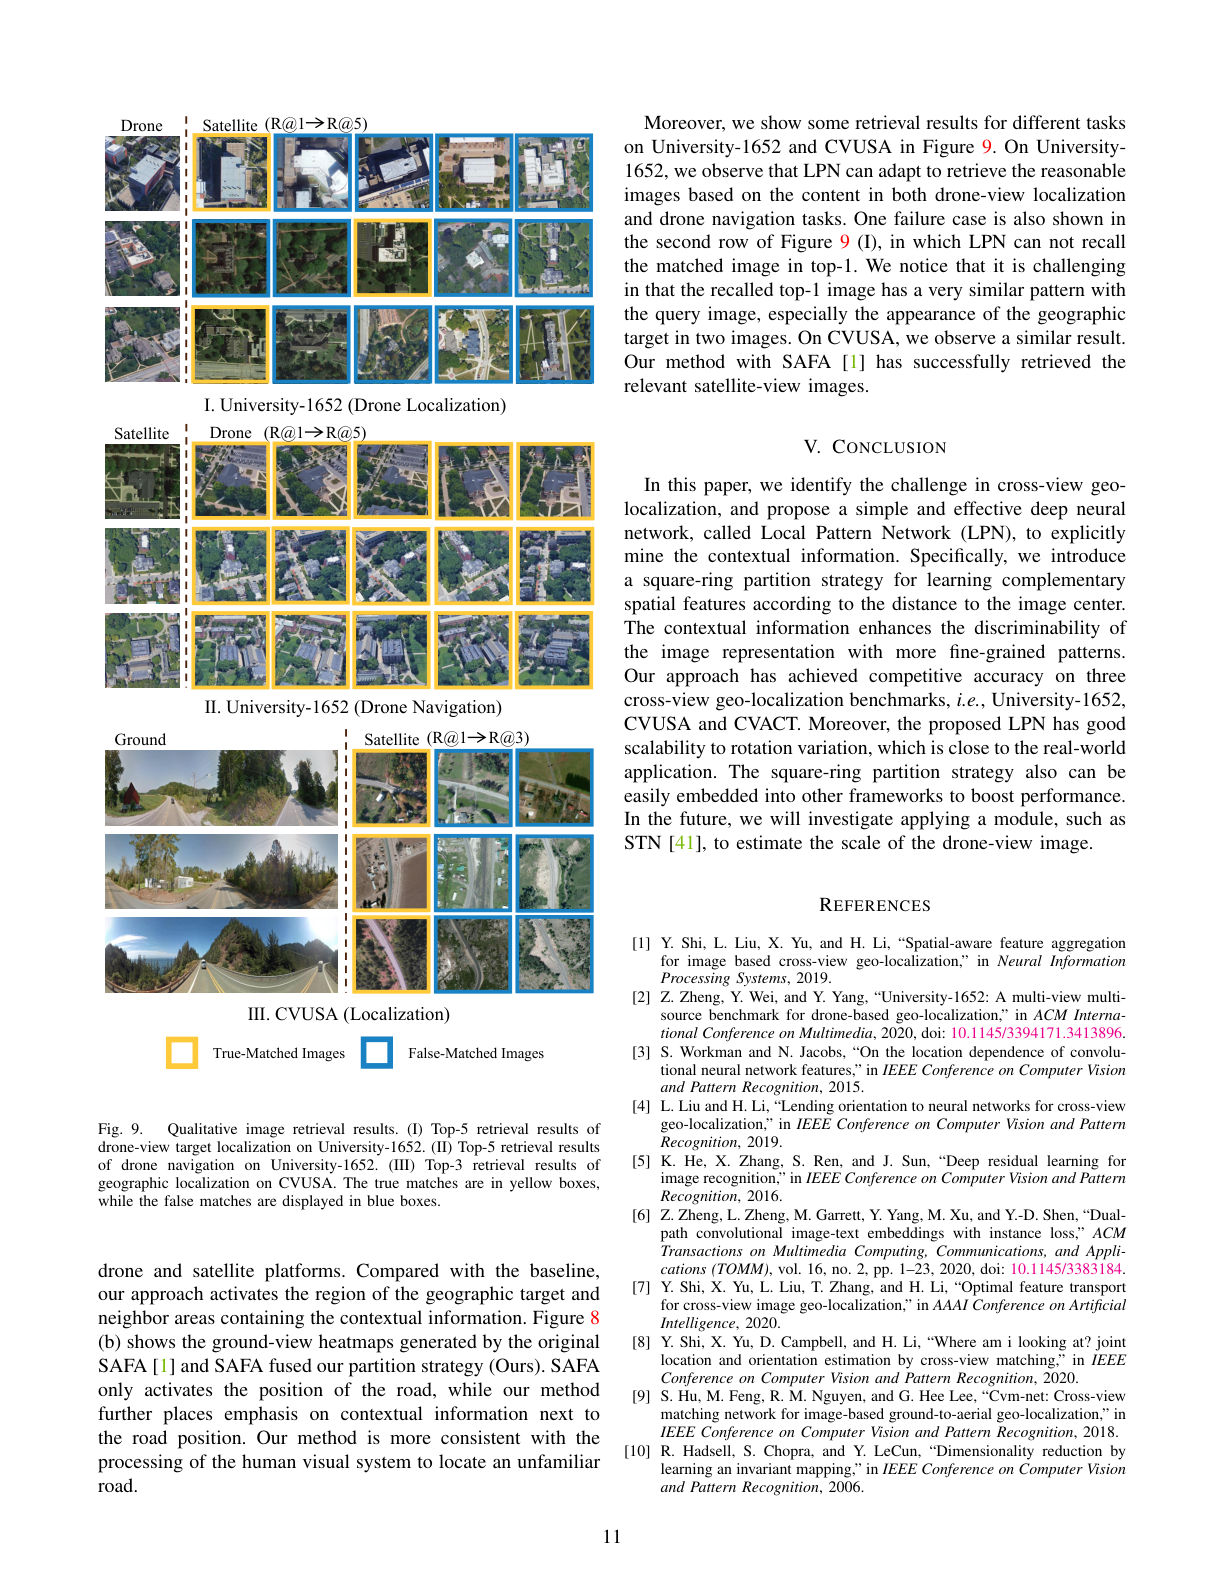 Drone
Satellite (R@1→R@5)
I. University-1652 (Drone Localization)
Satellite
Drone (R@1→R@5)
II. University-1652 (Drone Navigation)
Ground
Satellite (R@1→R@3)
III. CVUSA (Localization)
True-Matched Images
False-Matched Images
Fig. 9. Qualitative image retrieval results. (I) Top-5 retrieval results of
drone-view target localization on University-1652. (II) Top-5 retrieval results
of drone navigation on University-1652. (III) Top-3 retrieval results of
geographic localization on CVUSA. The true matches are in yellow boxes,
while the false matches are displayed in blue boxes.
drone and satellite platforms. Compared with the baseline,
our approach activates the region of the geographic target and
neighbor areas containing the contextual information. Figure 8
(b) shows the ground-view heatmaps generated by the original
SAFA [1] and SAFA fused our partition strategy (Ours). SAFA
only activates the position of the road, while our method
further places emphasis on contextual information next to
the road position. Our method is more consistent with the
processing of the human visual system to locate an unfamiliar
road.
Moreover, we show some retrieval results for different tasks
on University-1652 and CVUSA in Figure 9. On University-
1652, we observe that LPN can adapt to retrieve the reasonable
images based on the content in both drone-view localization
and drone navigation tasks. One failure case is also shown in
the second row of Figure 9 (I), in which LPN can not recall
the matched image in top-1. We notice that it is challenging
in that the recalled top-1 image has a very similar pattern with
the query image, especially the appearance of the geographic
target in two images. On CVUSA, we observe a similar result.
Our method with SAFA [1] has successfully retrieved the
relevant satellite-view images.
V. CONCLUSION
In this paper, we identify the challenge in cross-view geo-
localization, and propose a simple and effective deep neural
network, called Local Pattern Network (LPN), to explicitly
mine the contextual information. Specifically, we introduce
a square-ring partition strategy for learning complementary
spatial features according to the distance to the image center.
The contextual information enhances the discriminability of
the image representation with more fine-grained patterns.
Our approach has achieved competitive accuracy on three
cross-view geo-localization benchmarks, i.e., University-1652,
CVUSA and CVACT. Moreover, the proposed LPN has good
scalability to rotation variation, which is close to the real-world
application. The square-ring partition strategy also can be
easily embedded into other frameworks to boost performance.
In the future, we will investigate applying a module, such as
STN [41], to estimate the scale of the drone-view image.
REFERENCES
[1] Y. Shi, L. Liu, X. Yu, and H. Li, “Spatial-aware feature aggregation
for image based cross-view geo-localization,” in Neural Information
Processing Systems, 2019.
[2] Z. Zheng, Y. Wei, and Y. Yang, “University-1652: A multi-view multi-
source benchmark for drone-based geo-localization,” in ACM Interna-
tional Conference on Multimedia, 2020, doi: 10.1145/3394171.3413896.
[3] S. Workman and N. Jacobs, “On the location dependence of convolu-
tional neural network features,” in IEEE Conference on Computer Vision
and Pattern Recognition, 2015.
[4] L. Liu and H. Li, “Lending orientation to neural networks for cross-view
geo-localization,” in IEEE Conference on Computer Vision and Pattern
Recognition, 2019.
[5] K. He, X. Zhang, S. Ren, and J. Sun, “Deep residual learning for
image recognition,” in IEEE Conference on Computer Vision and Pattern
Recognition, 2016.
[6] Z. Zheng, L. Zheng, M. Garrett, Y. Yang, M. Xu, and Y.-D. Shen, “Dual-
path convolutional image-text embeddings with instance loss,” ACM
Transactions on Multimedia Computing, Communications, and Appli-
cations (TOMM), vol. 16, no. 2, pp. 1–23, 2020, doi: 10.1145/3383184.
[7] Y. Shi, X. Yu, L. Liu, T. Zhang, and H. Li, “Optimal feature transport
for cross-view image geo-localization,” in AAAI Conference on Artificial
Intelligence, 2020.
[8] Y. Shi, X. Yu, D. Campbell, and H. Li, “Where am i looking at? joint
location and orientation estimation by cross-view matching,” in IEEE
Conference on Computer Vision and Pattern Recognition, 2020.
[9] S. Hu, M. Feng, R. M. Nguyen, and G. Hee Lee, “Cvm-net: Cross-view
matching network for image-based ground-to-aerial geo-localization,” in
IEEE Conference on Computer Vision and Pattern Recognition, 2018.
[10] R. Hadsell, S. Chopra, and Y. LeCun, “Dimensionality reduction by
learning an invariant mapping,” in IEEE Conference on Computer Vision
and Pattern Recognition, 2006.
11